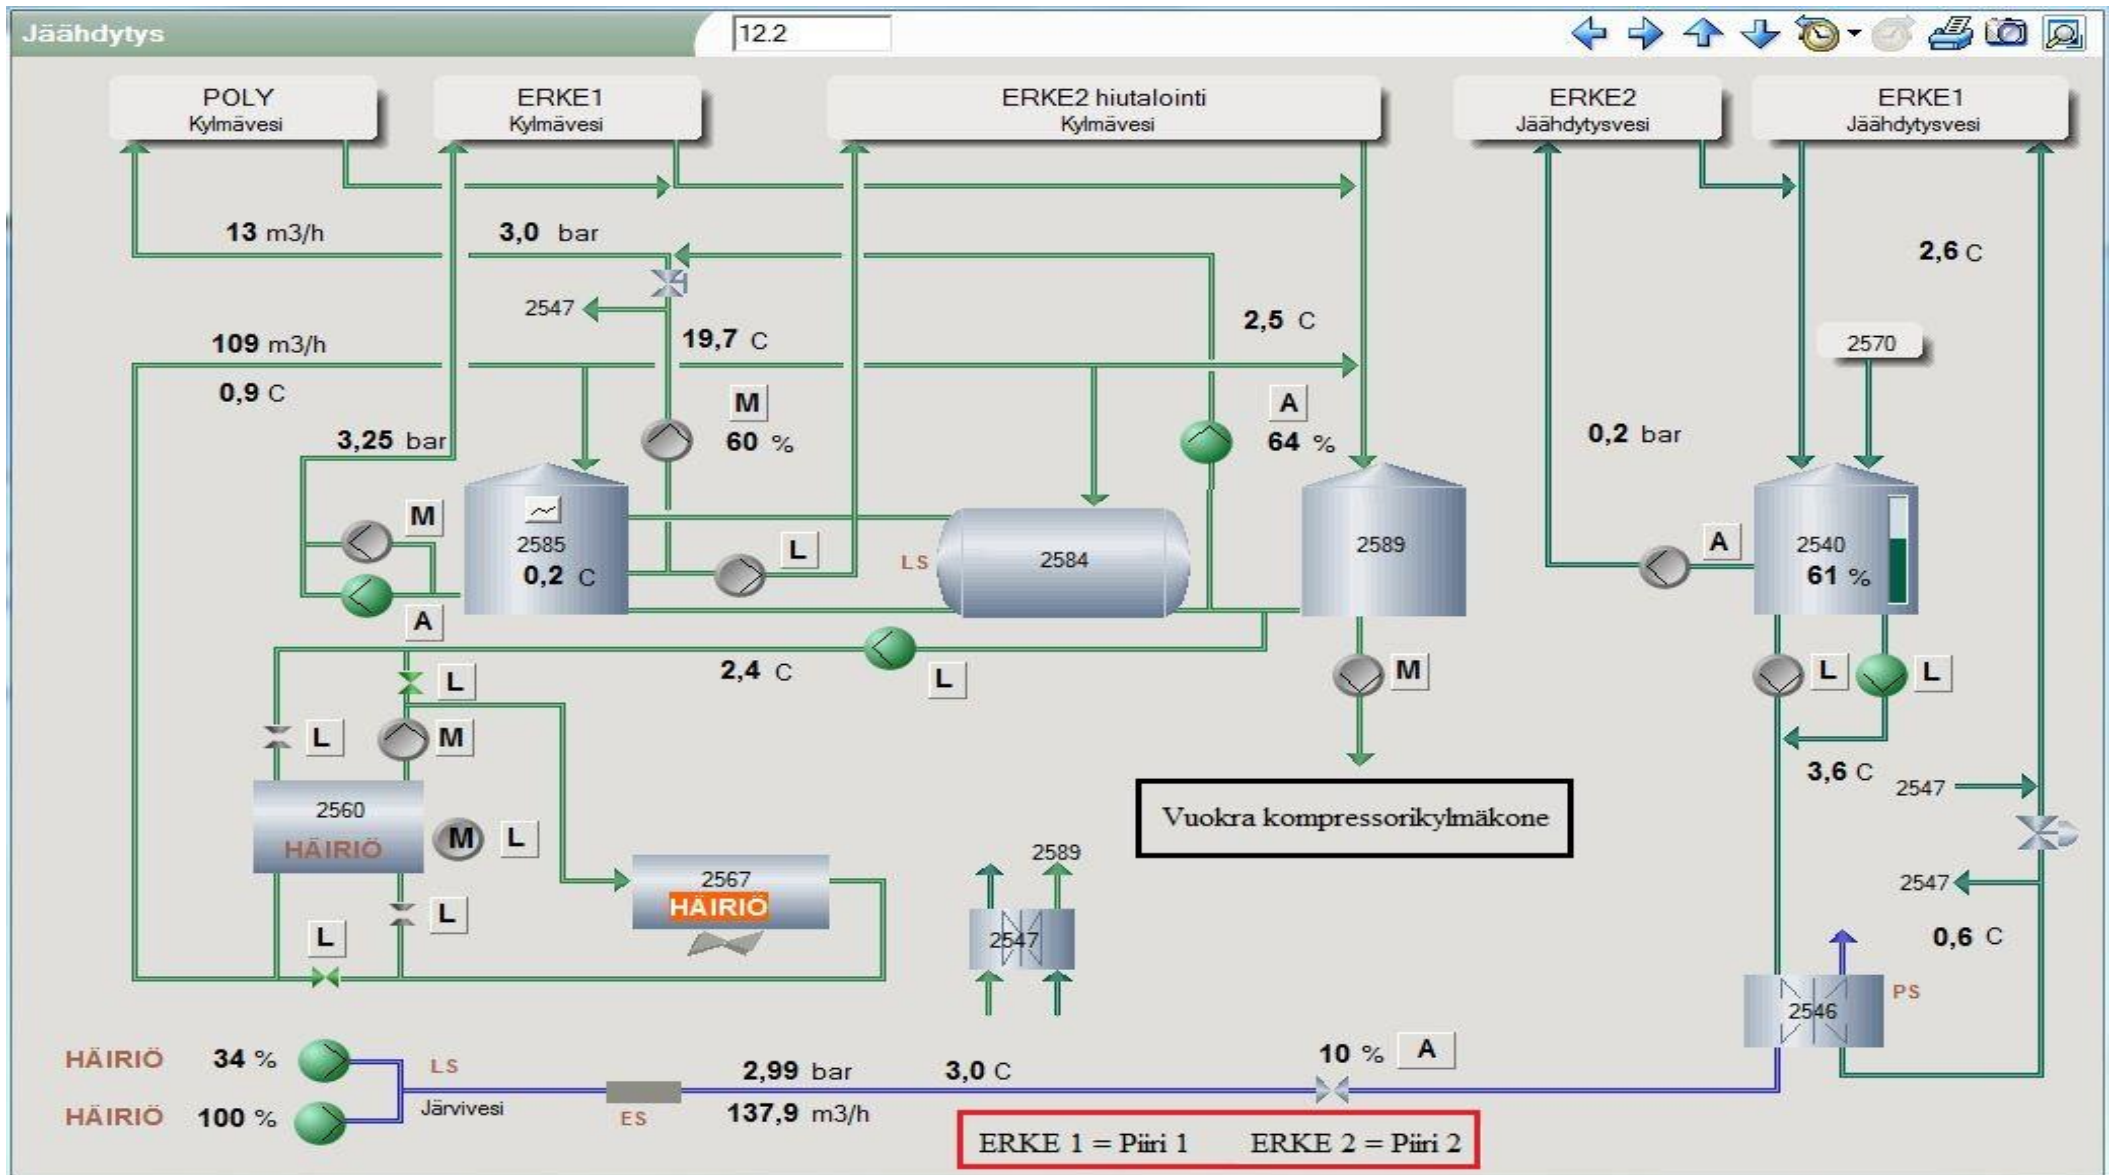 Jäähdytys
12.2
POLY
Kylmävesi
ERKE1
Kylmävesi
ERKE2 hiutalointi
Kylmävesi
ERKE2
Jäähdytysvesi
ERKE1
Jäähdytysvesi
13 m3/h
3,0 bar
2,6 C
2547
2,5 C
109 m3/h
19,7 C
2570
0,9 C
M
A
3,25 bar
60 %
64 %
0,2 bar
M
2585
0,2 C
L
LS
2584
2589
A
2540
61 %
A
2,4 C
L
L
M
L
L
L
M
3,6 C
2547
2560
HÄIRIÖ
M
L
Vuokra kompressorikylmäkone
2589
2567
HÄIRIÖ
2547
L
L
2547
0,6 C
2546
PS
HÄIRIÖ 34 %
LS
2,99 bar
3,0 C
10 %
A
HÄIRIÖ 100 %
Järvivesi
ES
137,9 m3/h
ERKE 1 = Piiri 1 ERKE 2 = Piiri 2